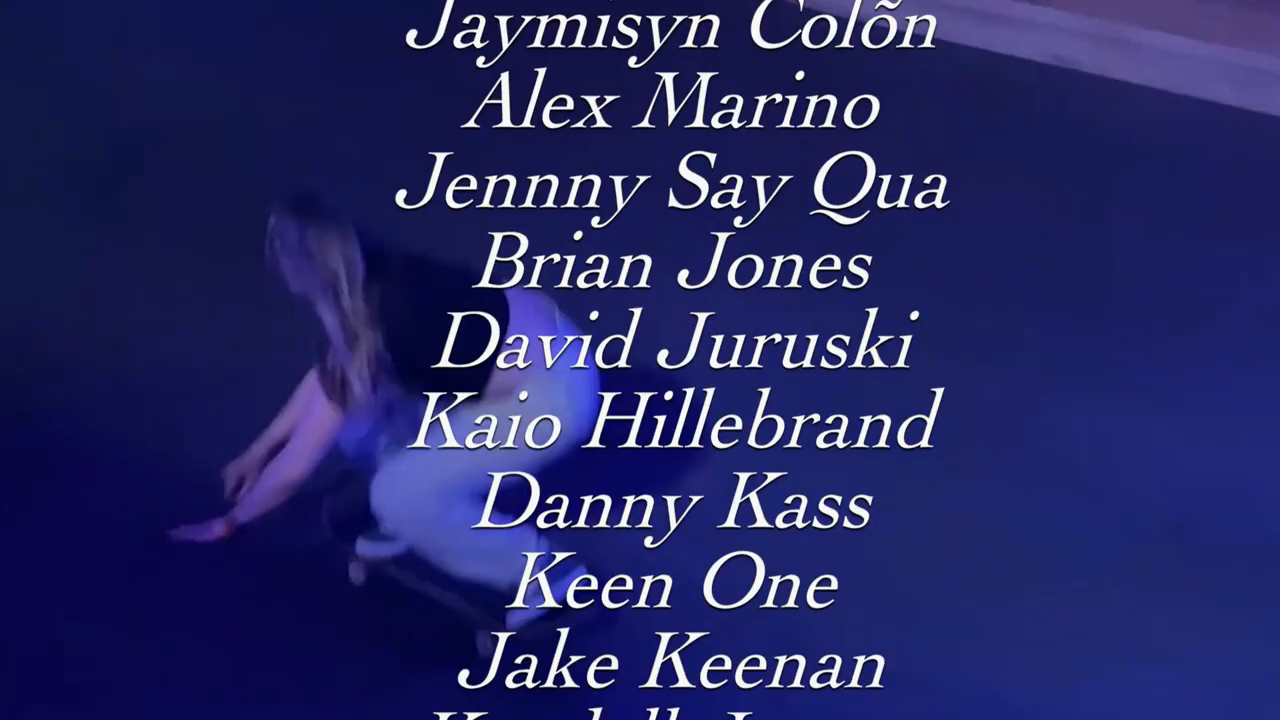 Jaymisyn Colõn
Alex Marino
Jennny Say Qua
Brian Jones
David Juruski
Kaio Hillebrand
Danny Kass
Keen One
Jake Keenan